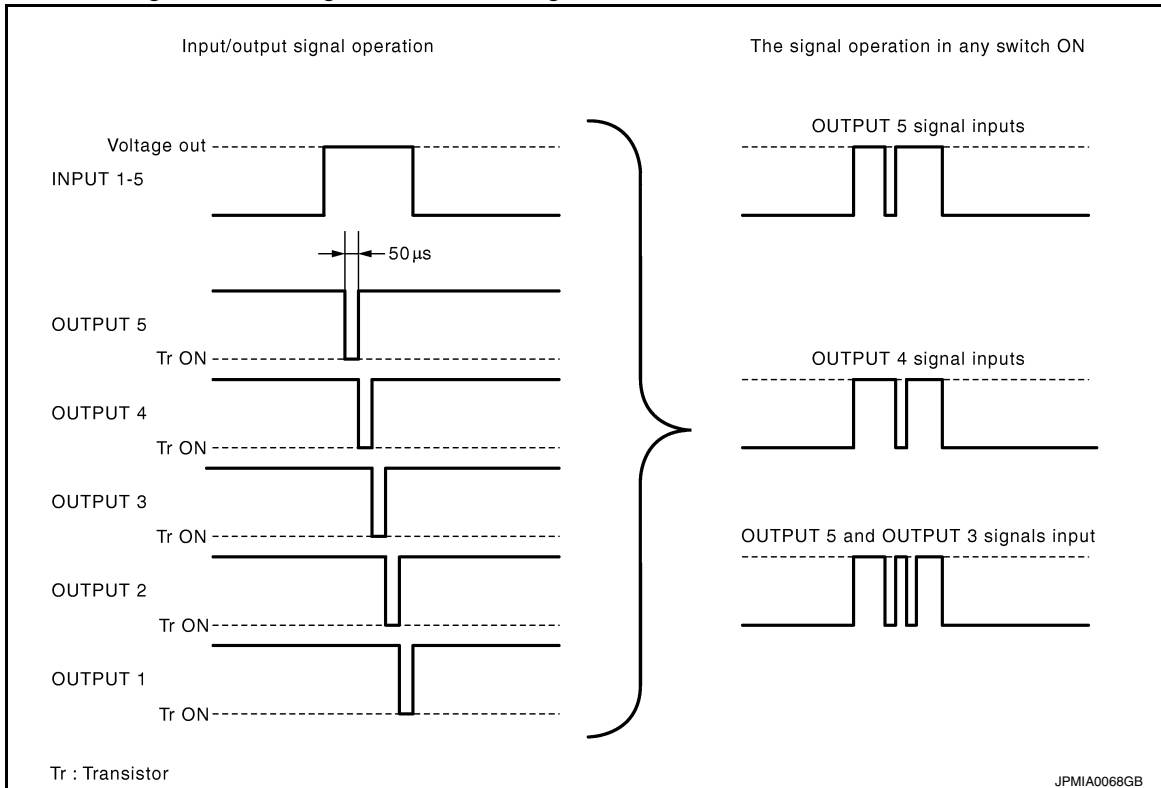 Input/output signal operation
The signal operation in any switch ON
Voltage out
INPUT 1-5
50 µs
OUTPUT 5
Tr ON
OUTPUT 4
Tr ON
OUTPUT 3
Tr ON
OUTPUT 2
Tr ON
OUTPUT 1
Tr ON
OUTPUT 5 signal inputs
OUTPUT 4 signal inputs
OUTPUT 5 and OUTPUT 3 signals input
Tr : Transistor
JPMIA0068GB